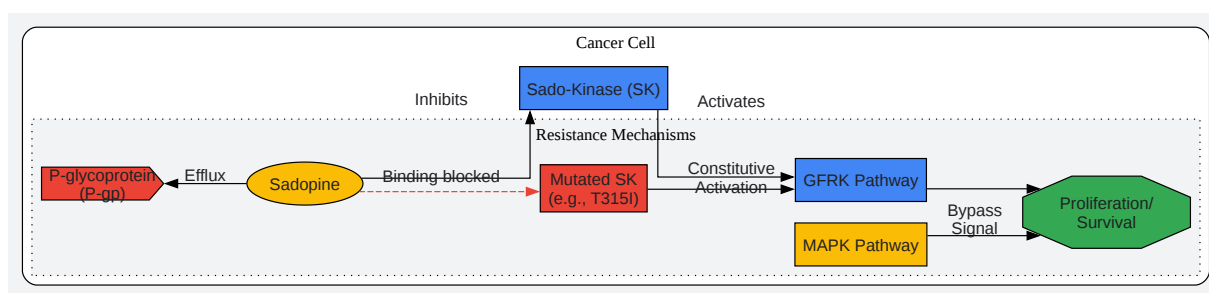 Cancer Cell
Sado-Kinase (SK)
Inhibits
Activates
Resistance Mechanisms
P-glycoprotein
(P-gp)
Efflux
Sadopine
Binding blocked
Mutated SK
(e.g., T315I)
Constitutive
Activation
GFRK Pathway
MAPK Pathway
Bypass
Signal
Proliferation/
Survival